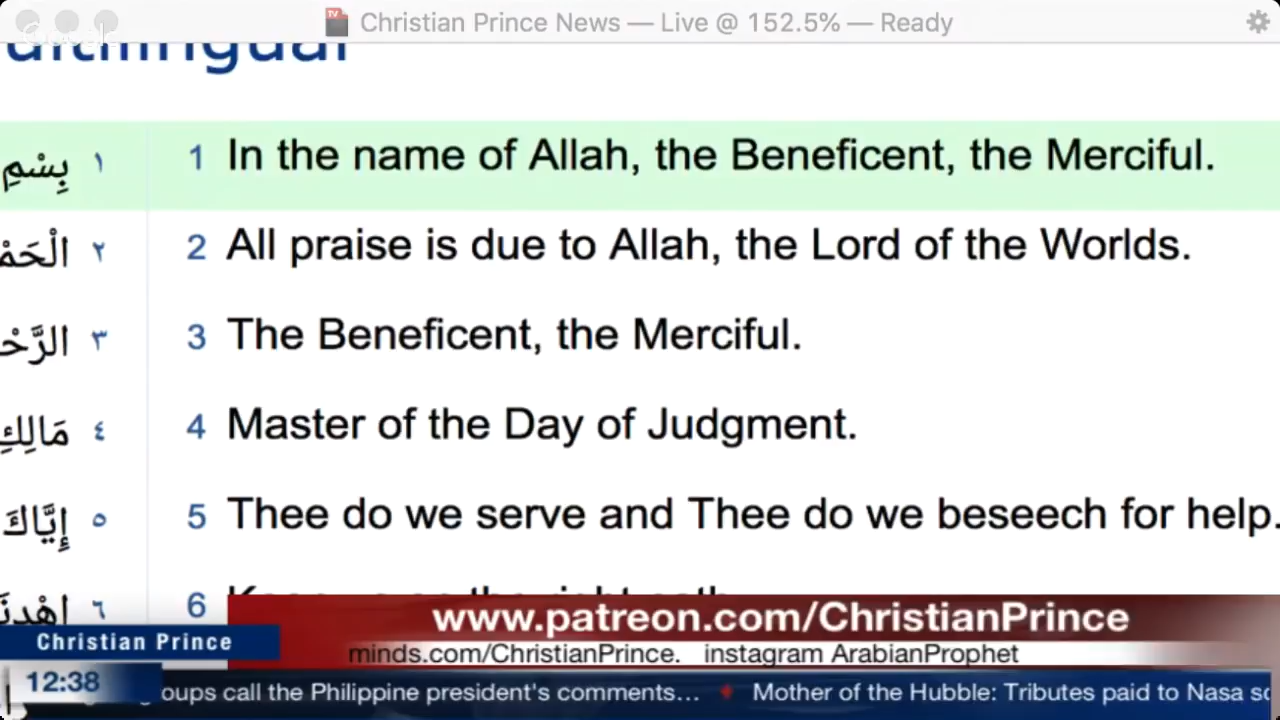 Christian Prince News — Live @ 152.5% — Ready
بِسْمِ ١ 1 In the name of Allah, the Beneficent, the Merciful.
٢ 2 All praise is due to Allah, the Lord of the Worlds.
٣ 3 The Beneficent, the Merciful.
مَالِكِ ٤ 4 Master of the Day of Judgment.
إِيَّاكَ ٥ 5 Thee do we serve and Thee do we beseech for help.
٦ 6
www.patreon.com/ChristianPrince
Christian Prince
minds.com/ChristianPrince. instagram ArabianProphet
12:38 call the Philippine president's comments... Mother of the Hubble: Tributes paid to Nasa